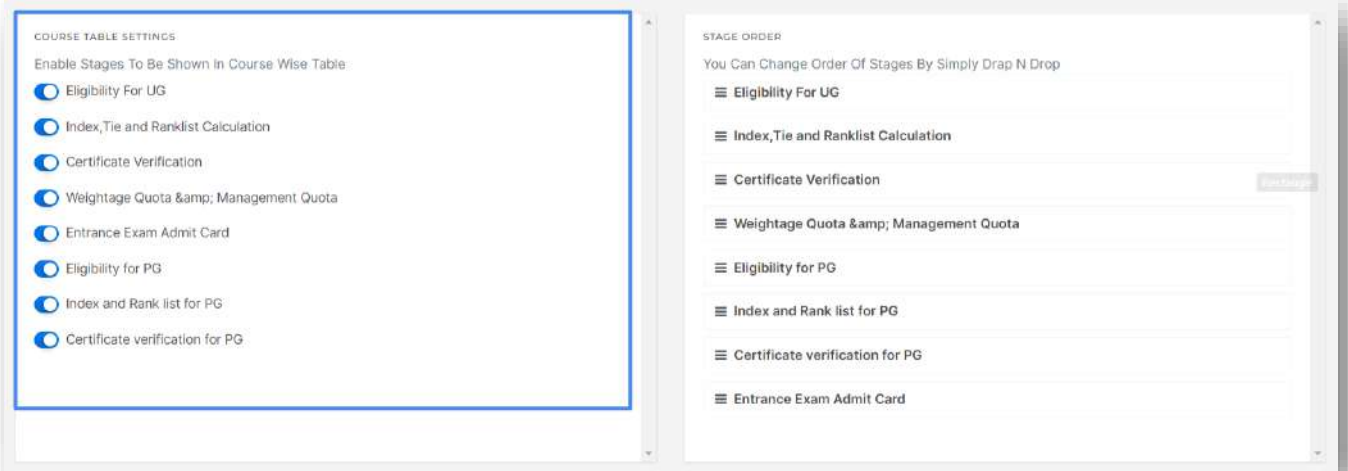 COURSE TABLE SETTINGS
Enable Stages To Be Shown In Course Wise Table
Eligibility For UG
Index,Tie and Ranklist Calculation
Certificate Verification
Weightage Quota &amp; Management Quota
Entrance Exam Admit Card
Eligibility for PG
Index and Rank list for PG
Certificate verification for PG
STAGE ORDER
You Can Change Order Of Stages By Simply Drap N Drop
Eligibility For UG
Index,Tie and Ranklist Calculation
Certificate Verification
Rectangle
Weightage Quota &amp; Management Quota
Eligibility for PG
Index and Rank list for PG
Certificate verification for PG
Entrance Exam Admit Card